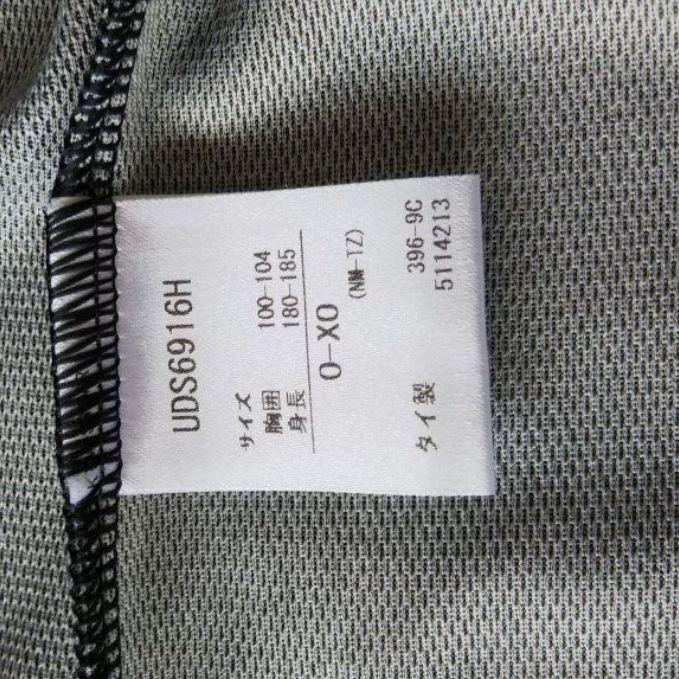 UDS6916H
サイズ
胸囲 100-104
身長 180-185
O-XO
(NM-TZ)
396-9C
タイ製 5114213